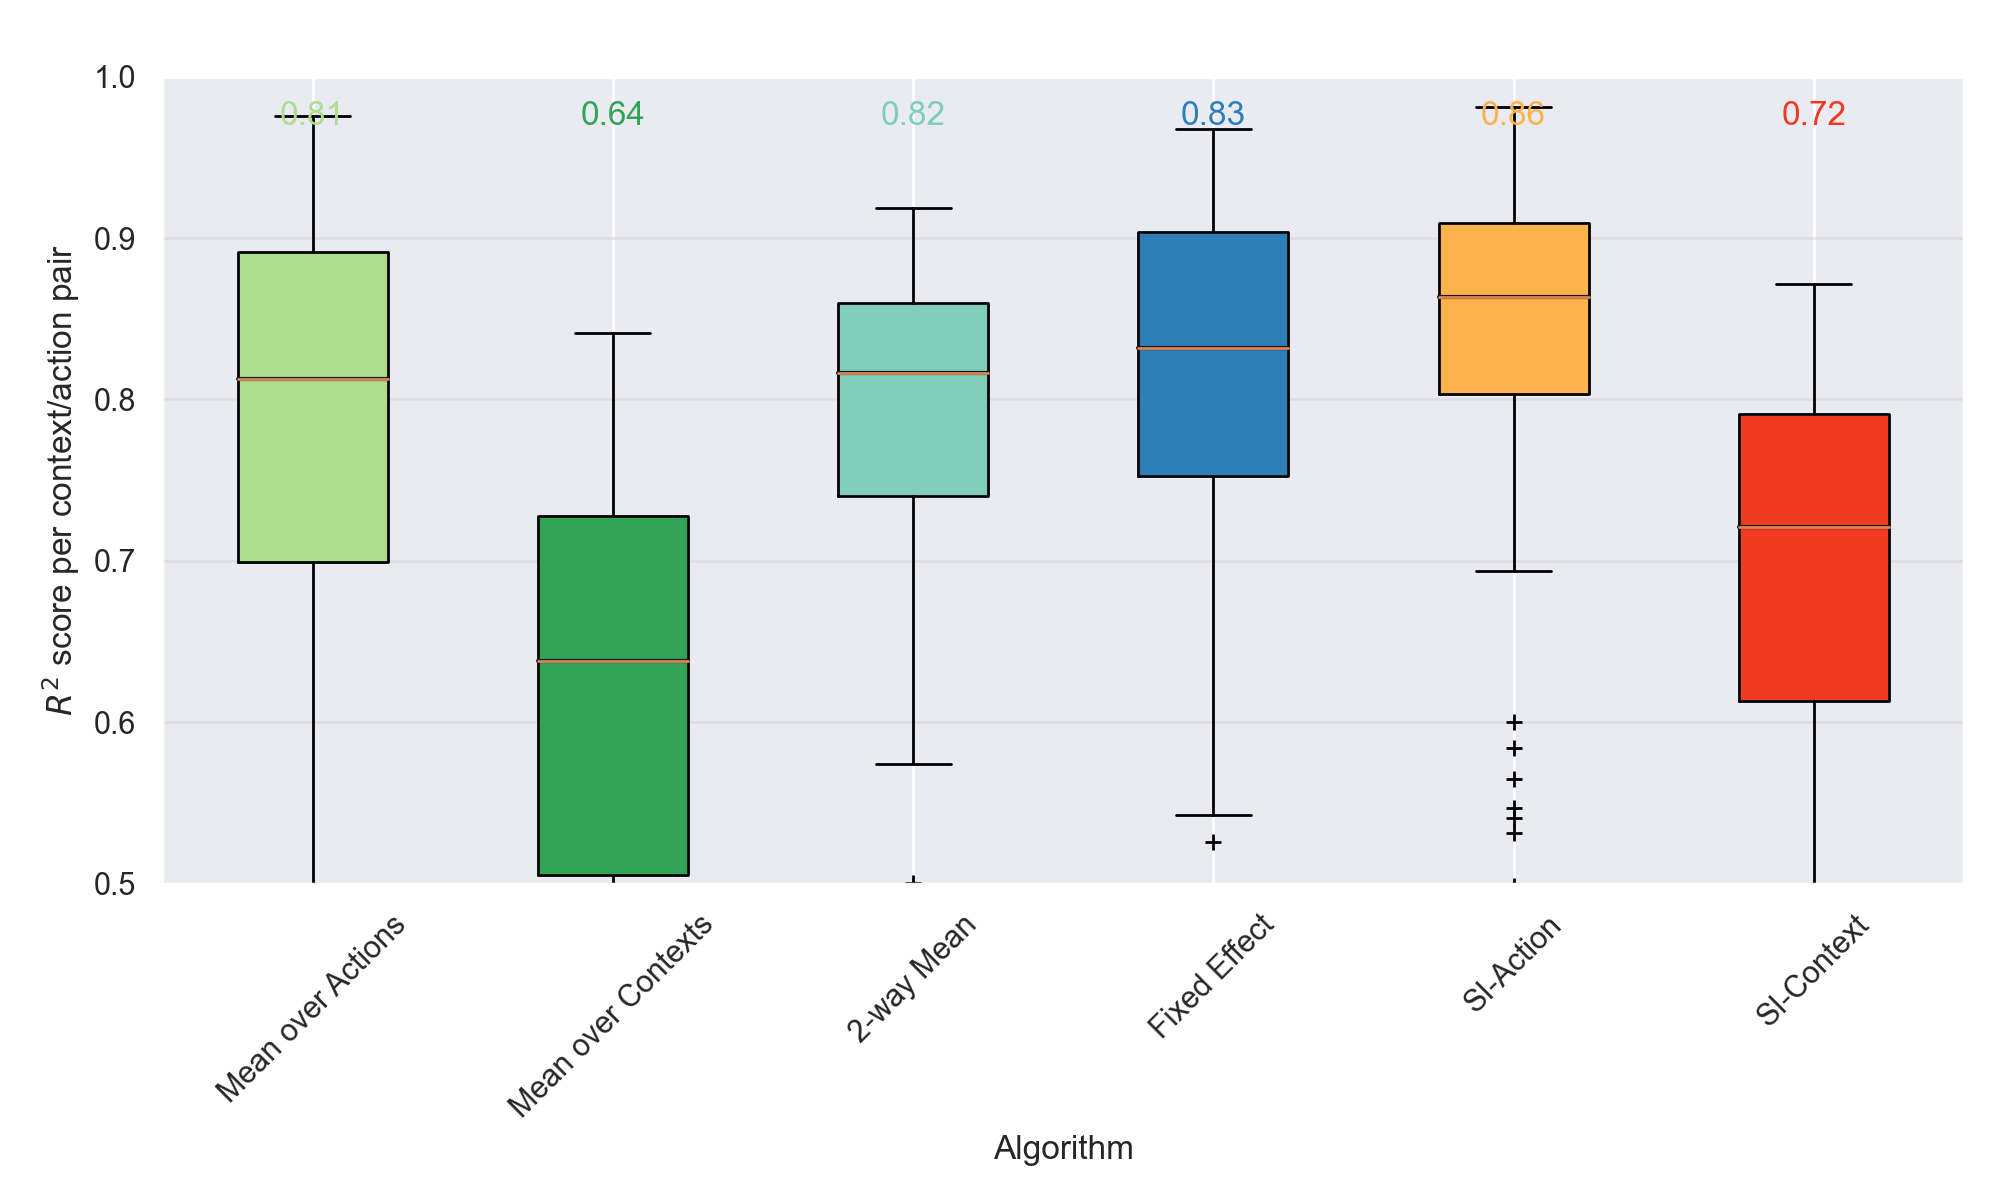 1.0
0.9
0.8
0.7
0.6
0.5
R² score per context/action pair
0.81
0.64
0.82
0.83
0.86
0.72
Mean over Actions
Mean over Contexts
2-way Mean
Fixed Effect
SI-Action
SI-Context
Algorithm